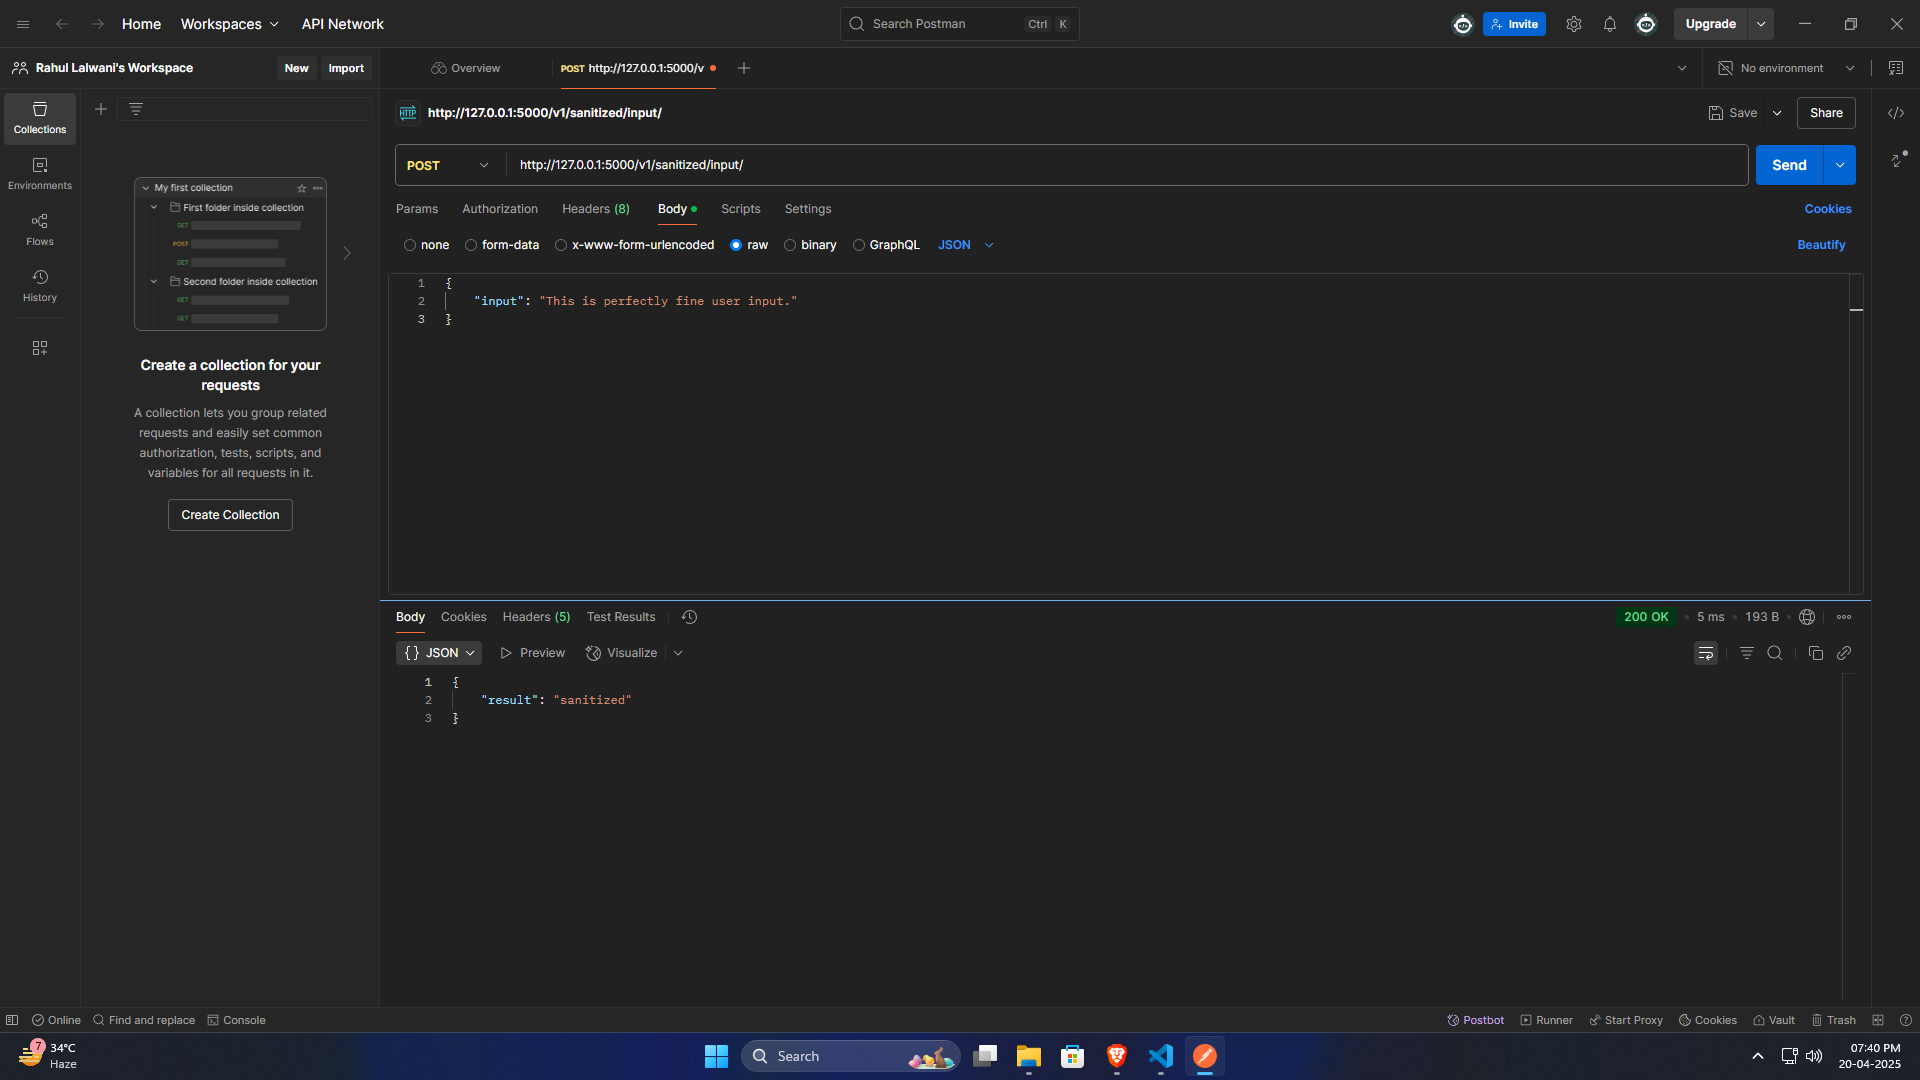 Home
Workspaces
API Network
Search Postman
Ctrl
K
Invite
Upgrade
Rahul Lalwani's Workspace
New
Import
Overview
POST http://127.0.0.1:5000/v
No environment
Collections
Environments
Flows
History
My first collection
First folder inside collection
GET
POST
GET
Second folder inside collection
GET
GET
Create a collection for your
requests
A collection lets you group related
requests and easily set common
authorization, tests, scripts, and
variables for all requests in it.
Create Collection
HTTP
http://127.0.0.1:5000/v1/sanitized/input/
Save
Share
POST
http://127.0.0.1:5000/v1/sanitized/input/
Send
Params
Authorization
Headers (8)
Body
Scripts
Settings
Cookies
none
form-data
x-www-form-urlencoded
raw
binary
GraphQL
JSON
Beautify
1 {
2 "input": "This is perfectly fine user input."
3 }
Body
Cookies
Headers (5)
Test Results
200 OK
5 ms
193 B
{} JSON
Preview
Visualize
1 {
2 "result": "sanitized"
3 }
Online
Find and replace
Console
Postbot
Runner
Start Proxy
Cookies
Vault
Trash
7
34°C
Haze
Search
07:40 PM
20-04-2025